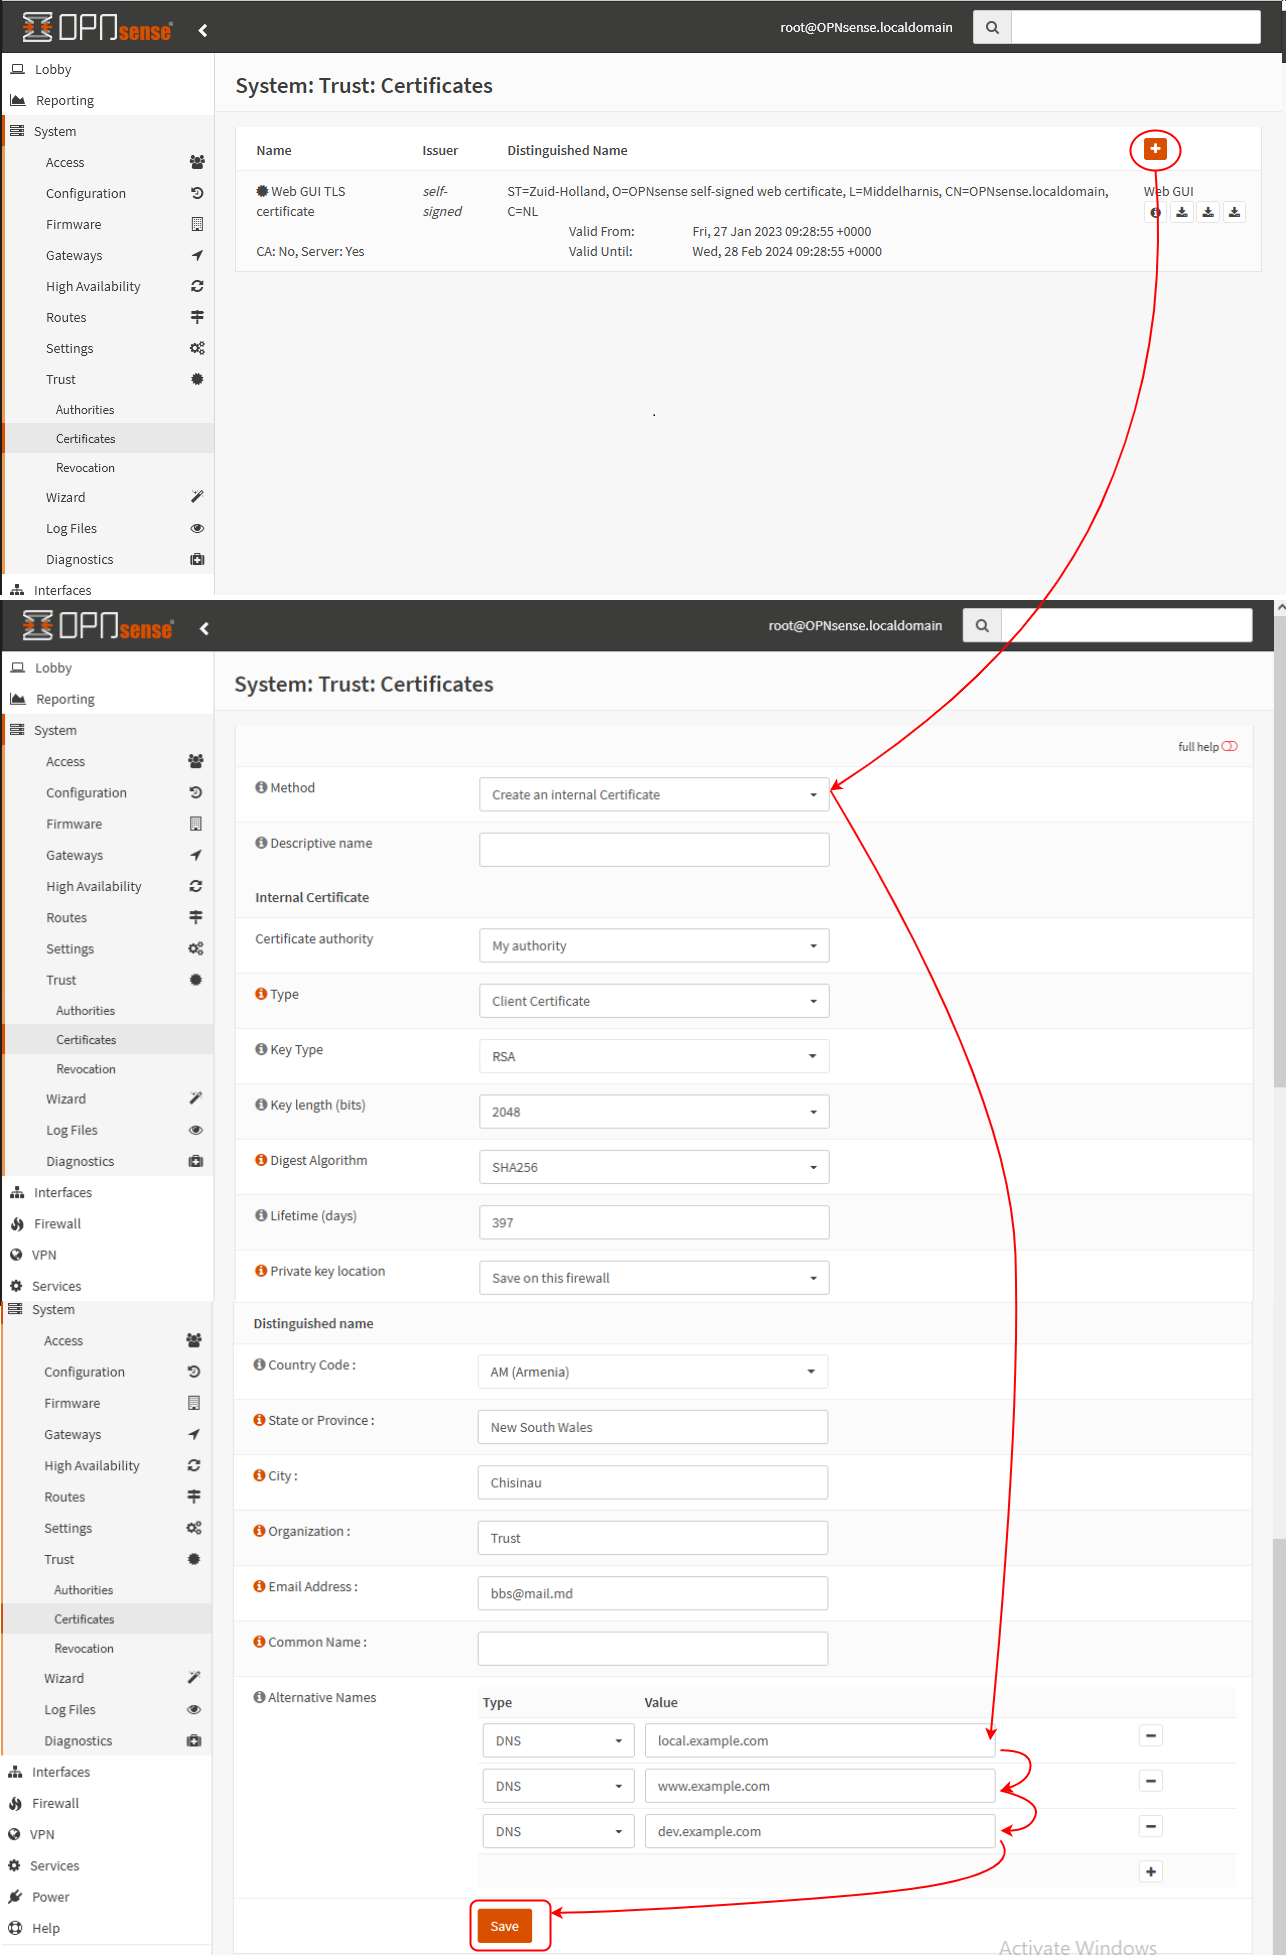 OPNsense
root@OPNsense.localdomain
Lobby
Reporting
System
Access
Configuration
Firmware
Gateways
High Availability
Routes
Settings
Trust
Authorities
Certificates
Revocation
Wizard
Log Files
Diagnostics
Interfaces
System: Trust: Certificates
Name Issuer Distinguished Name
Web GUI TLS certificate
self-signed
ST=Zuid-Holland, O=OPNsense self-signed web certificate, L=Middelharnis, CN=OPNsense.localdomain,
C=NL
Web GUI
Valid From: Fri, 27 Jan 2023 09:28:55 +0000
CA: No, Server: Yes
Valid Until: Wed, 28 Feb 2024 09:28:55 +0000
OPNsense
root@OPNsense.localdomain
Lobby
Reporting
System
Access
Configuration
Firmware
Gateways
High Availability
Routes
Settings
Trust
Authorities
Certificates
Revocation
Wizard
Log Files
Diagnostics
Interfaces
Firewall
VPN
Services
System: Trust: Certificates
full help
Method Create an internal Certificate
Descriptive name
Internal Certificate
Certificate authority My authority
Type Client Certificate
Key Type RSA
Key length (bits) 2048
Digest Algorithm SHA256
Lifetime (days) 397
Private key location Save on this firewall
System
Access
Configuration
Firmware
Gateways
High Availability
Routes
Settings
Trust
Authorities
Certificates
Revocation
Wizard
Log Files
Diagnostics
Interfaces
Firewall
VPN
Services
Power
Help
Distinguished name
Country Code : AM (Armenia)
State or Province : New South Wales
City : Chisinau
Organization : Trust
Email Address : bbs@mail.md
Common Name :
Alternative Names
Type Value
DNS local.example.com
DNS www.example.com
DNS dev.example.com
Save
Activate Windows